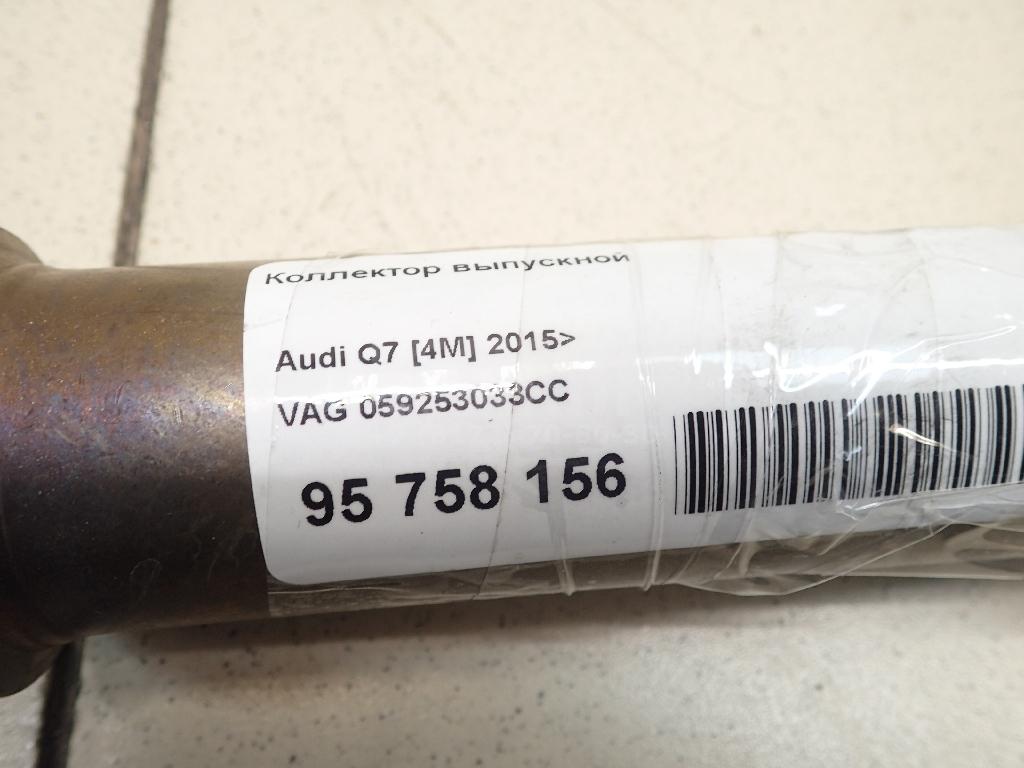 Коллектор выпускной
Audi Q7 [4M] 2015>
VAG 059253033CC
95 758 156